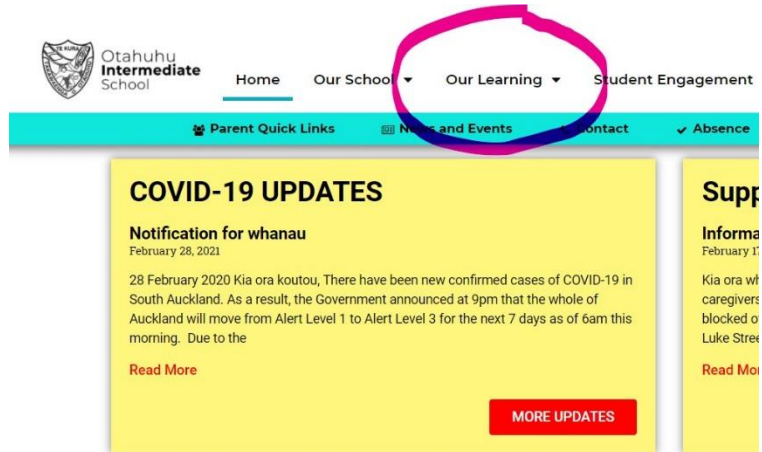 TE KURA
Otahuhu
Intermediate
School
Home Our School Our Learning Student Engagement
Parent Quick Links News and Events Contact Absence
COVID-19 UPDATES
Notification for whanau
February 28, 2021
28 February 2020 Kia ora koutou, There have been new confirmed cases of COVID-19 in
South Auckland. As a result, the Government announced at 9pm that the whole of
Auckland will move from Alert Level 1 to Alert Level 3 for the next 7 days as of 6am this
morning. Due to the
Read More
MORE UPDATES
Supp
Informa
February 17
Kia ora wh
caregivers
blocked of
Luke Stree
Read Mor